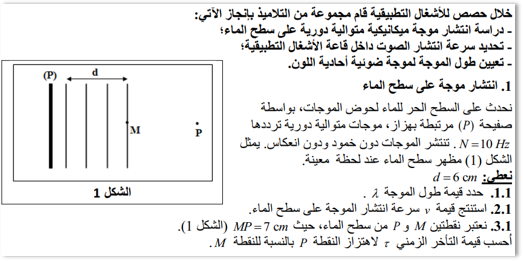 خلال حصص للأشغال التطبيقية قام مجموعة من التلاميذ بإنجاز الآتي:
- دراسة انتشار موجة ميكانيكية متوالية دورية على سطح الماء؛
- تحديد سرعة انتشار الصوت داخل قاعة الأشغال التطبيقية؛
- تعيين طول الموجة لموجة ضوئية أحادية اللون.
1. انتشار موجة على سطح الماء
نحدث على السطح الحر للماء لحوض الموجات، بواسطة
صفيحة (P) مرتبطة بهزاز، موجات متوالية دورية ترددها
N = 10 Hz. تنتشر الموجات دون خمود ودون انعكاس. يمثل
الشكل (1) مظهر سطح الماء عند لحظة معينة.
نعطي: d = 6 cm
1.1. حدد قيمة طول الموجة λ.
2.1. استنتج قيمة v سرعة انتشار الموجة على سطح الماء.
3.1. نعتبر نقطتين M و P من سطح الماء، حيث MP = 7 cm (الشكل 1).
أحسب قيمة التأخر الزمني τ لاهتزاز النقطة P بالنسبة للنقطة M.
(P)
d
M
P
الشكل 1